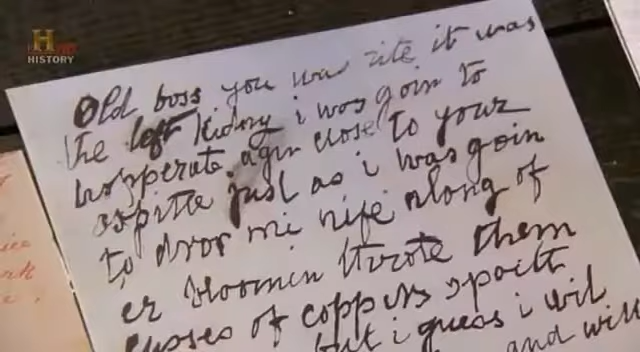 H HD
HISTORY
Old boss you was rite it was
the left kidny i was goin to
hopperate agin close to your
ospitle just as i was goin
to dror mi nife along of
er bloomin throte them
cusses of coppers spoilt
but i guess i wil
and will